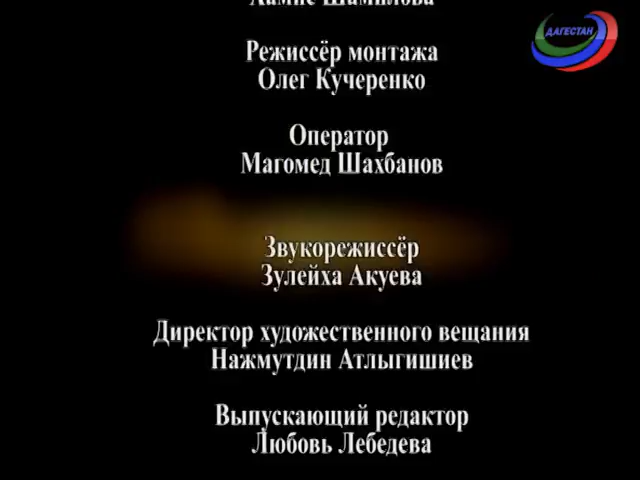 Шамилова
ДАГЕСТАН
Режиссёр монтажа
Олег Кучеренко
Оператор
Магомед Шахбанов
Звукорежиссёр
Зулейха Акуева
Директор художественного вещания
Нажмутдин Атлыгишиев
Выпускающий редактор
Любовь Лебедева